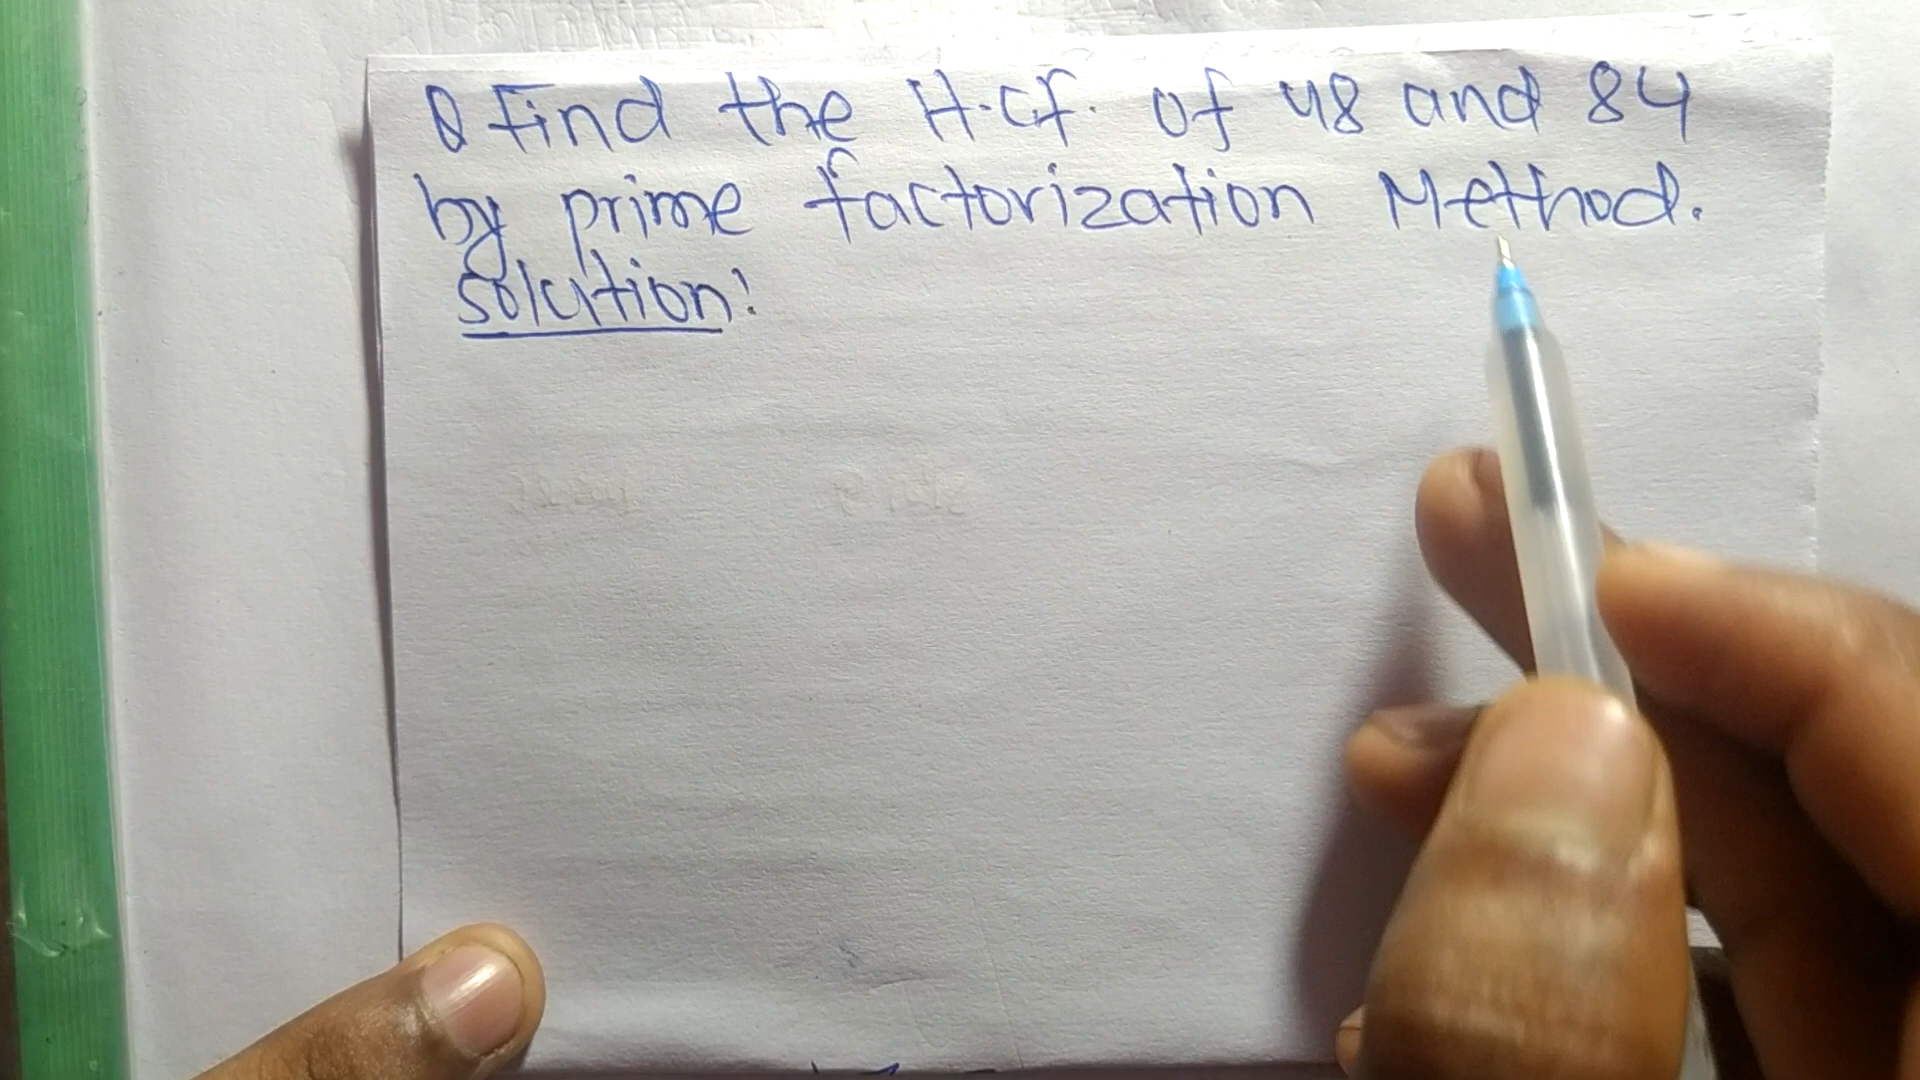 Q Find the H.C.F. of 48 and 84
by prime factorization Method.
solution: